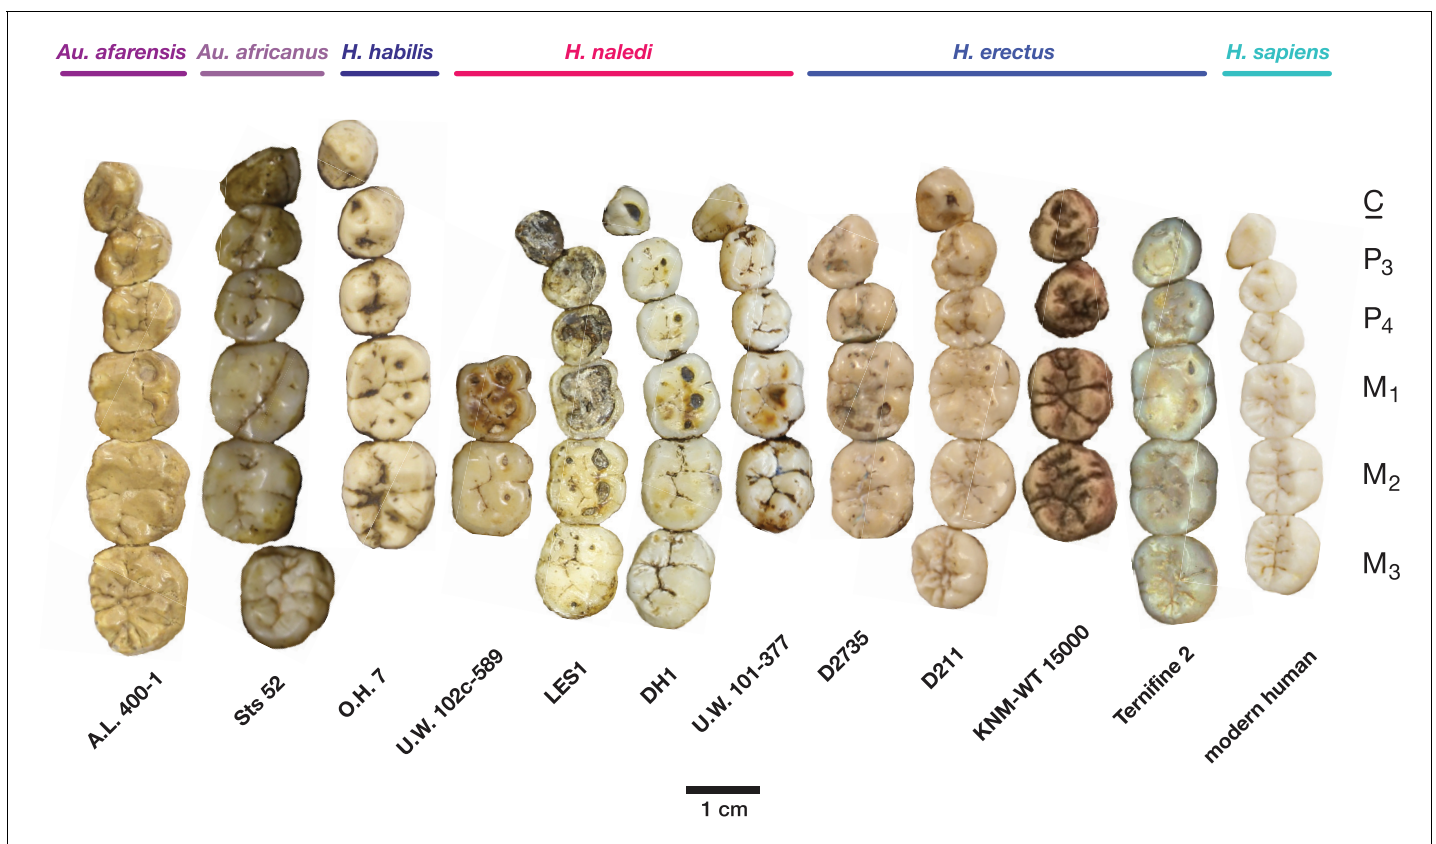 Au. afarensis Au. africanus H. habilis H. naledi H. erectus H. sapiens
C
P3
P4
M1
M2
M3
A.L. 400-1
Sts 52
O.H. 7
U.W. 102c-589
LES1
DH1
U.W. 101-377
D2735
D211
KNM-WT 15000
Ternifine 2
modern human
1 cm